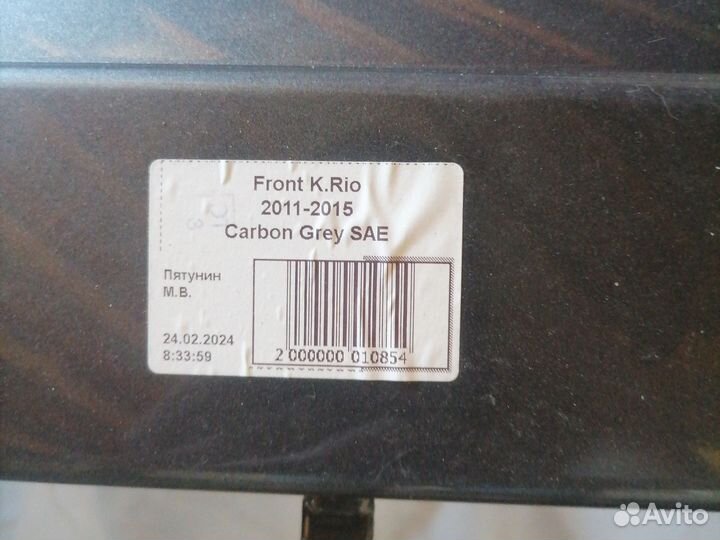 Front K.Rio
2011-2015
Carbon Grey SAE
Пятунин
М.В.
24.02.2024
8:33:59
2 000000 010854
Avito